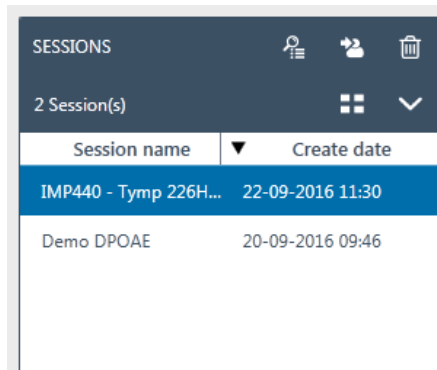 SESSIONS
2 Session(s)
Session name Create date
IMP440 - Tymp 226H... 22-09-2016 11:30
Demo DPOAE 20-09-2016 09:46